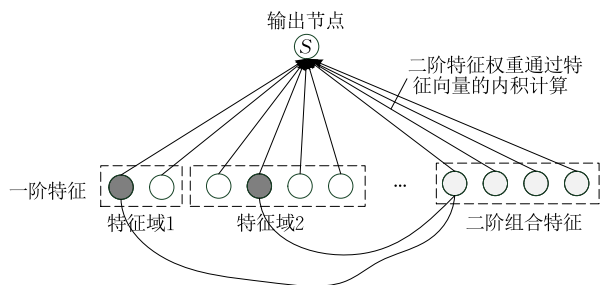 输出节点
S
二阶特征权重通过特
征向量的内积计算
一阶特征
...
特征域1
特征域2
二阶组合特征